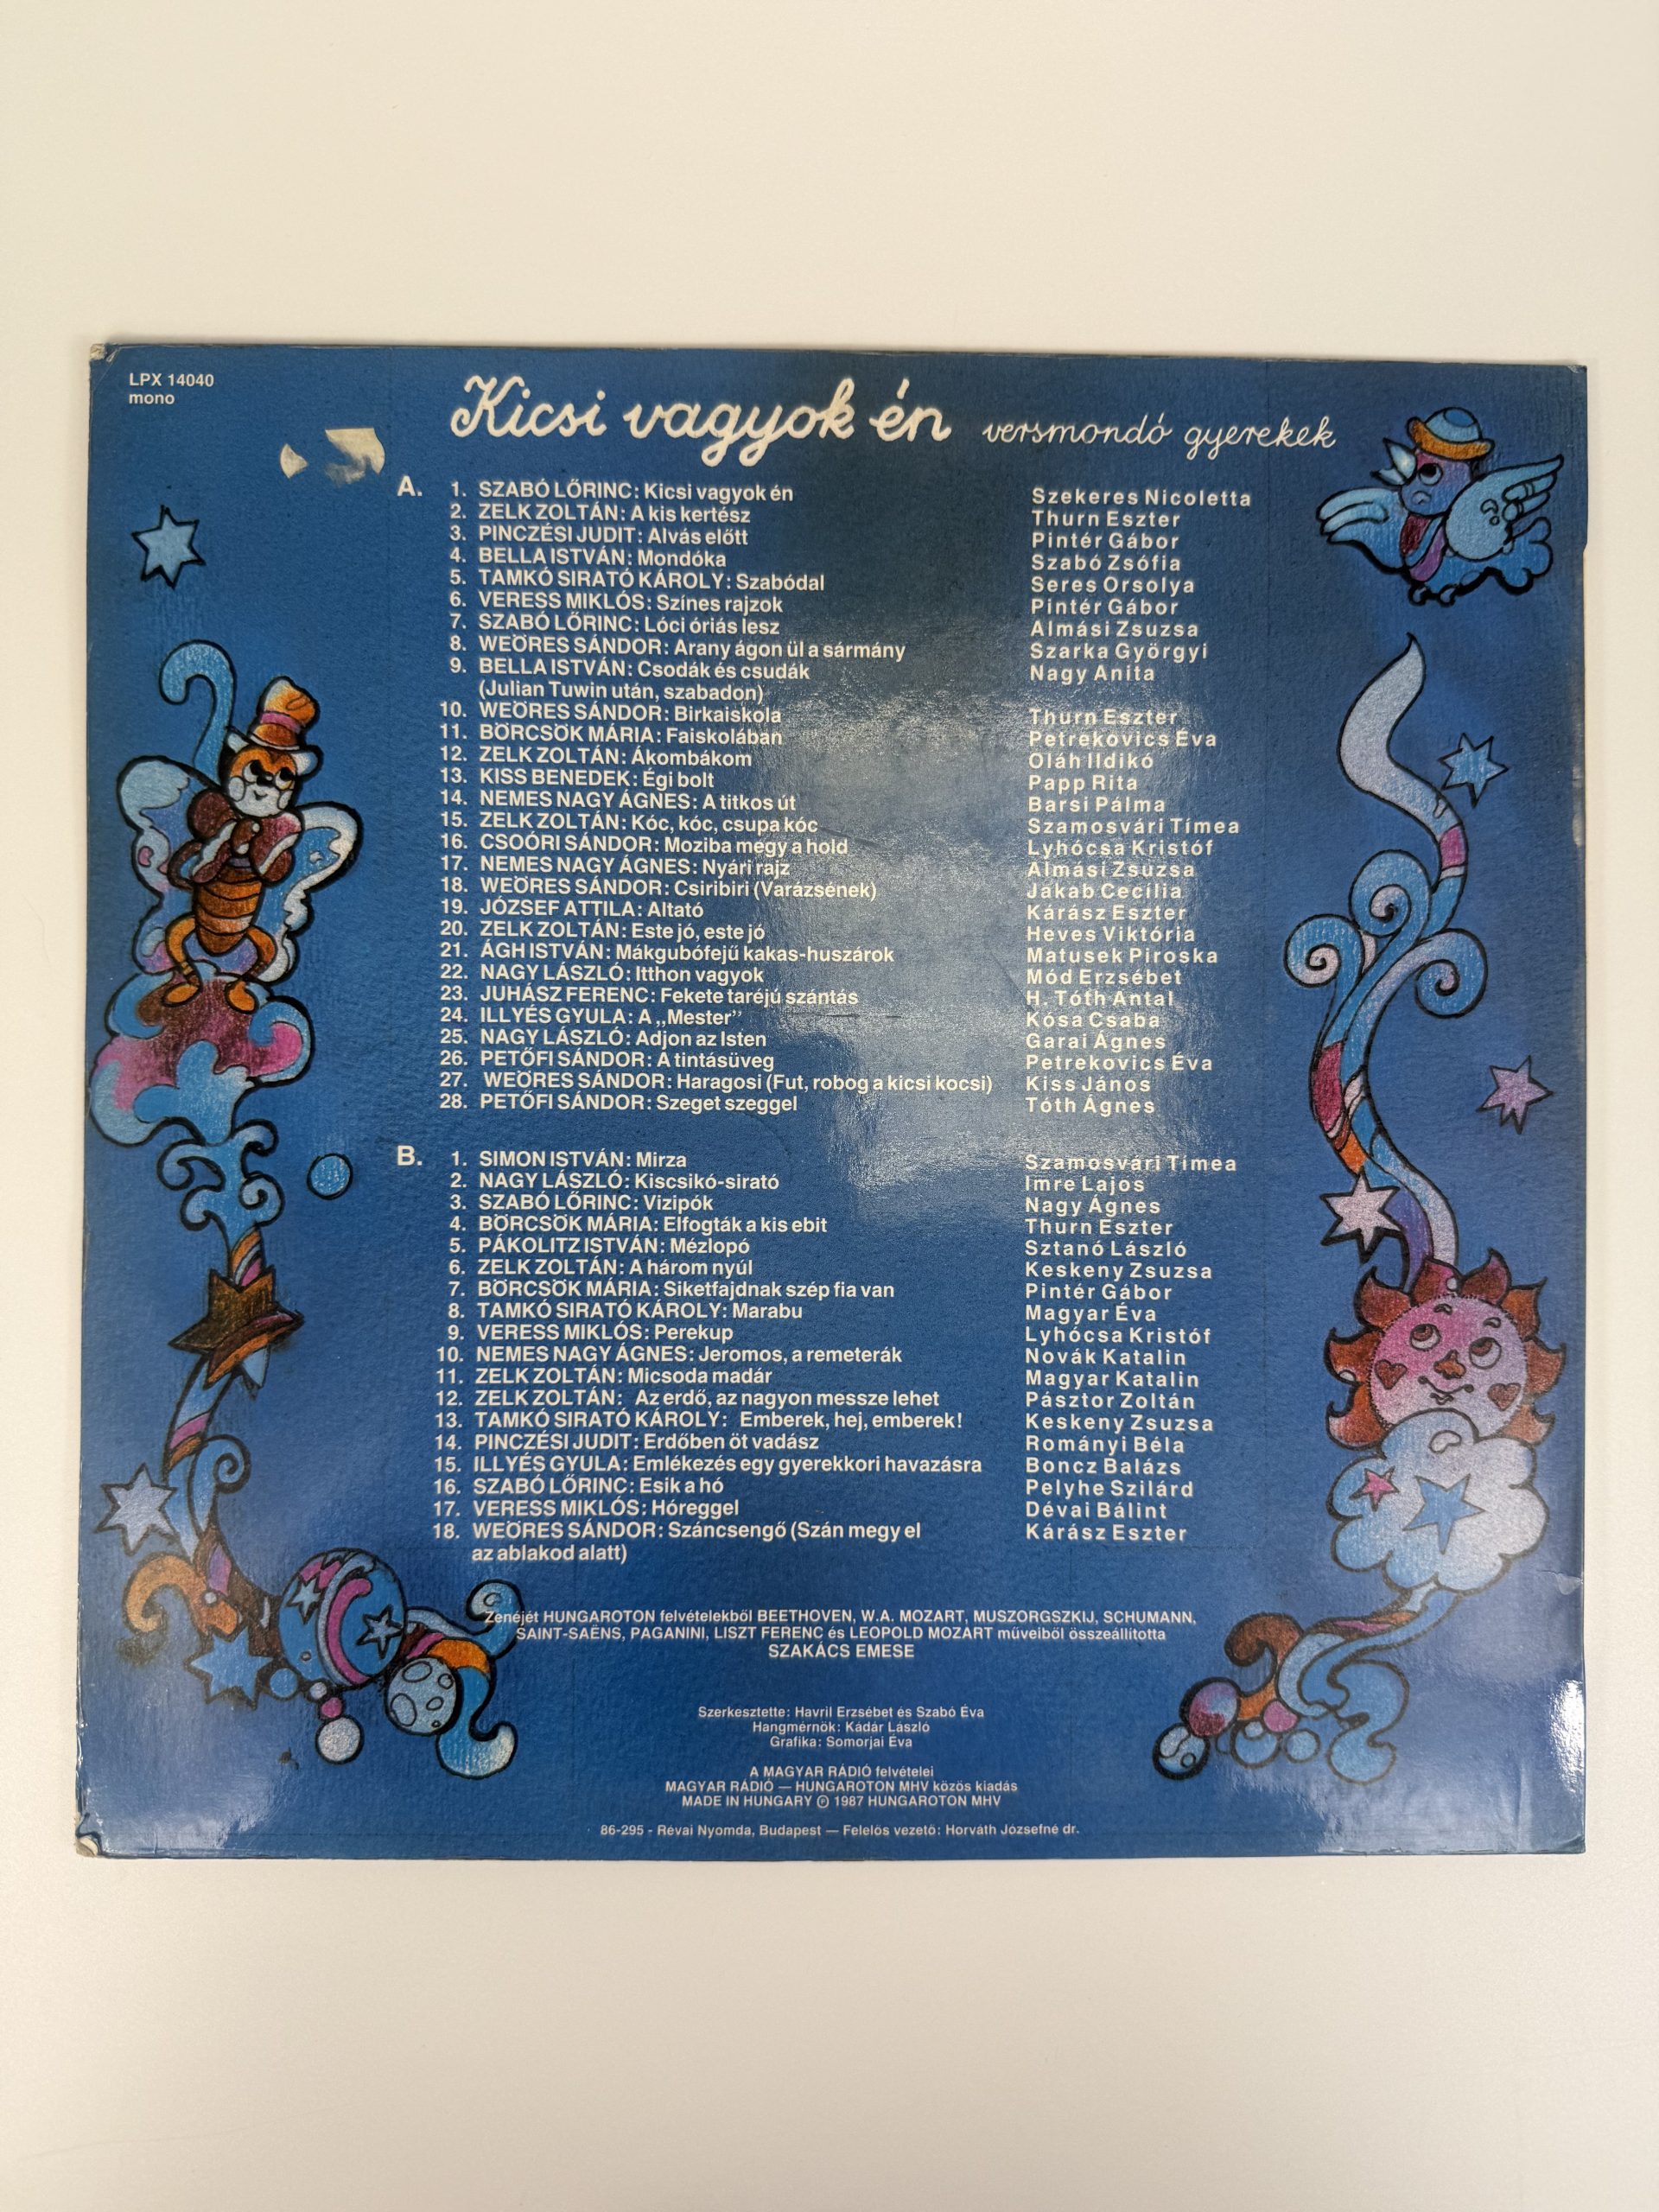 LPX 14040
mono
Kicsi vagyok én versmondó gyerekek
A. 1. SZABÓ LŐRINC: Kicsi vagyok én Szekeres Nicoletta
2. ZELK ZOLTÁN: A kis kertész Thurn Eszter
3. PINCZÉSI JUDIT: Alvás előtt Pintér Gábor
4. BELLA ISTVÁN: Mondóka Szabó Zsófia
5. TAMKÓ SIRATÓ KÁROLY: Szabódal Seres Orsolya
6. VERESS MIKLÓS: Színes rajzok Pintér Gábor
7. SZABÓ LŐRINC: Lóci óriás lesz Almási Zsuzsa
8. WEÖRES SÁNDOR: Arany ágon ül a sármány Szarka Györgyi
9. BELLA ISTVÁN: Csodák és csudák Nagy Anita
(Julian Tuwin után, szabadon)
10. WEÖRES SÁNDOR: Birkaiskola Thurn Eszter
11. BÖRCSÖK MÁRIA: Faiskolában Petrekovics Éva
12. ZELK ZOLTÁN: Ákombákom Oláh Ildikó
13. KISS BENEDEK: Égi bolt Papp Rita
14. NEMES NAGY ÁGNES: A titkos út Barsi Pálma
15. ZELK ZOLTÁN: Kóc, kóc, csupa kóc Szamosvári Tímea
16. CSOÓRI SÁNDOR: Moziba megy a hold Lyhócsa Kristóf
17. NEMES NAGY ÁGNES: Nyári rajz Almási Zsuzsa
18. WEÖRES SÁNDOR: Csiribiri (Varázsének) Jakab Cecília
19. JÓZSEF ATTILA: Altató Kárász Eszter
20. ZELK ZOLTÁN: Este jó, este jó Heves Viktória
21. ÁGH ISTVÁN: Mákgubófejű kakas-huszárok Matusek Piroska
22. NAGY LÁSZLÓ: Itthon vagyok Mód Erzsébet
23. JUHÁSZ FERENC: Fekete taréjú szántás H. Tóth Antal
24. ILLYÉS GYULA: A „Mester” Kósa Csaba
25. NAGY LÁSZLÓ: Adjon az Isten Garai Ágnes
26. PETŐFI SÁNDOR: A tintásüveg Petrekovics Éva
27. WEÖRES SÁNDOR: Haragosi (Fut, robog a kicsi kocsi) Kiss János
28. PETŐFI SÁNDOR: Szeget szeggel Tóth Ágnes
B. 1. SIMON ISTVÁN: Mirza Szamosvári Tímea
2. NAGY LÁSZLÓ: Kiscsikó-sirató Imre Lajos
3. SZABÓ LŐRINC: Vizipók Nagy Ágnes
4. BÖRCSÖK MÁRIA: Elfogták a kis ebit Thurn Eszter
5. PÁKOLITZ ISTVÁN: Mézlopó Sztanó László
6. ZELK ZOLTÁN: A három nyúl Keskeny Zsuzsa
7. BÖRCSÖK MÁRIA: Siketfajdnak szép fia van Pintér Gábor
8. TAMKÓ SIRATÓ KÁROLY: Marabu Magyar Éva
9. VERESS MIKLÓS: Perekup Lyhócsa Kristóf
10. NEMES NAGY ÁGNES: Jeromos, a remeterák Novák Katalin
11. ZELK ZOLTÁN: Micsoda madár Magyar Katalin
12. ZELK ZOLTÁN: Az erdő, az nagyon messze lehet Pásztor Zoltán
13. TAMKÓ SIRATÓ KÁROLY: Emberek, hej, emberek! Keskeny Zsuzsa
14. PINCZÉSI JUDIT: Erdőben öt vadász Rományi Béla
15. ILLYÉS GYULA: Emlékezés egy gyerekkori havazásra Boncz Balázs
16. SZABÓ LŐRINC: Esik a hó Pelyhe Szilárd
17. VERESS MIKLÓS: Hóreggel Dévai Bálint
18. WEÖRES SÁNDOR: Száncsengő (Szán megy el Kárász Eszter
az ablakod alatt)
Zenéjét HUNGAROTON felvételekből BEETHOVEN, W.A. MOZART, MUSZORGSZKIJ, SCHUMANN,
SAINT-SAËNS, PAGANINI, LISZT FERENC és LEOPOLD MOZART műveiből összeállította
SZAKÁCS EMESE
Szerkesztette: Havril Erzsébet és Szabó Éva
Hangmérnök: Kádár László
Grafika: Somorjai Éva
A MAGYAR RÁDIÓ felvételei
MAGYAR RÁDIÓ — HUNGAROTON MHV közös kiadás
MADE IN HUNGARY ℗ 1987 HUNGAROTON MHV
86-295 - Révai Nyomda, Budapest — Felelős vezető: Horváth Józsefné dr.